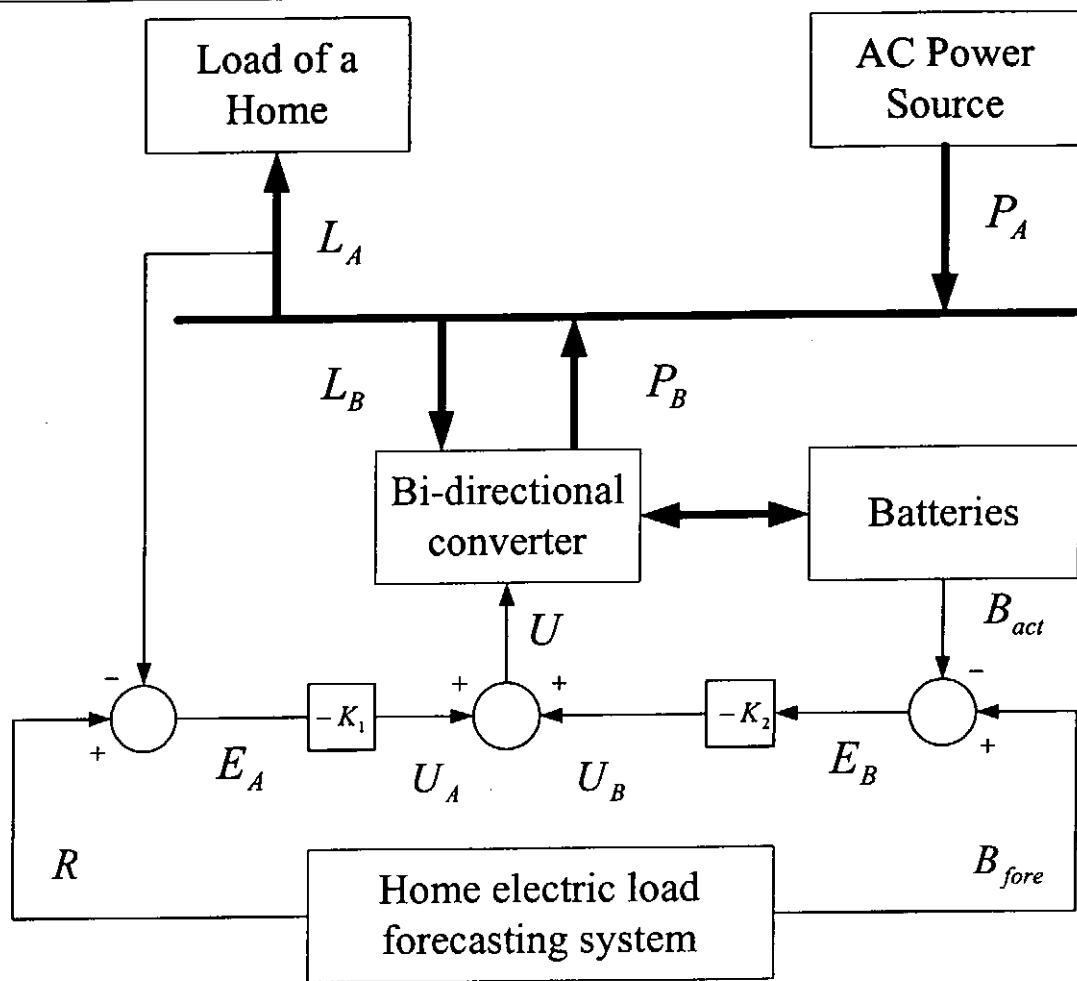 Load of a
Home
AC Power
Source
L_A
P_A
L_B
P_B
Bi-directional
converter
Batteries
U
B_act
-
+
+
-
+
-K_1
-K_2
+
E_A
U_A
U_B
E_B
R
B_fore
Home electric load
forecasting system